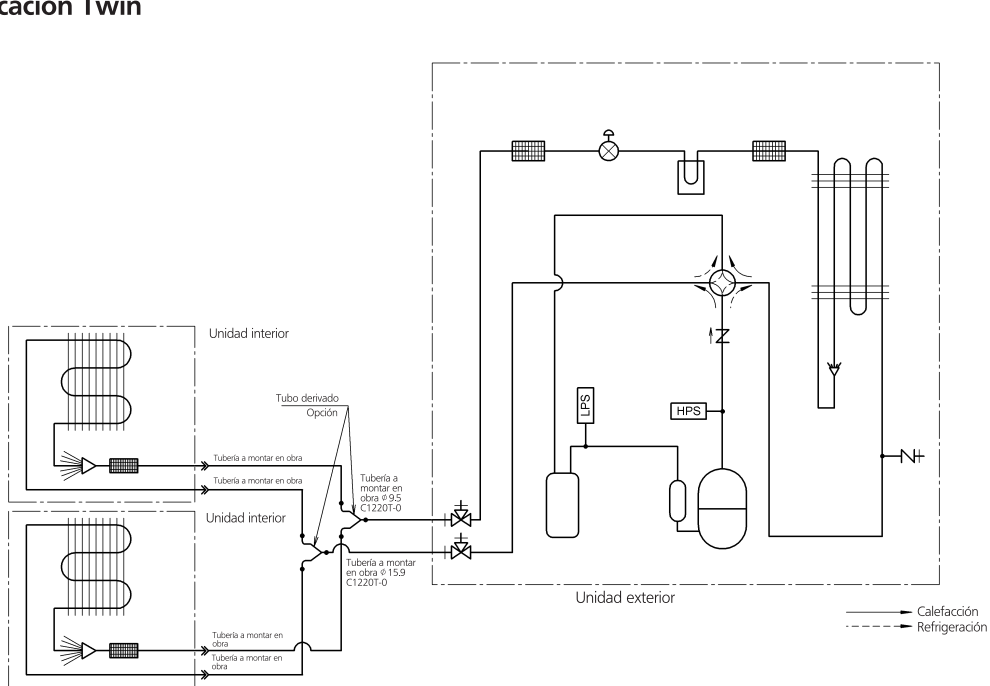 cación Twin
Unidad interior
Tubo derivado
Opción
LPS
HPS
Tubería a montar en obra
Tubería a montar en obra
Tubería a
montar en
obra ϕ 9.5
C1220T-0
Unidad interior
Tubería a montar
en obra ϕ 15.9
C1220T-0
Unidad exterior
Calefacción
Refrigeración
Tubería a montar en
obra
Tubería a montar en
obra